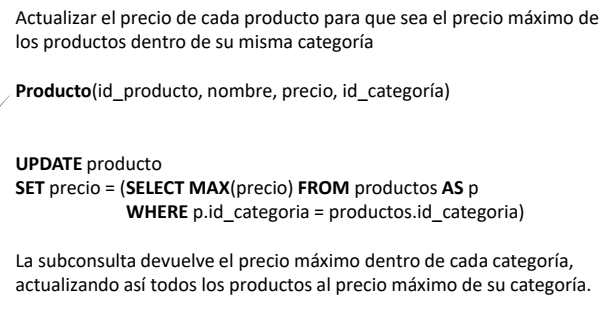 Actualizar el precio de cada producto para que sea el precio máximo de
los productos dentro de su misma categoría
Producto(id_producto, nombre, precio, id_categoría)
UPDATE producto
SET precio = (SELECT MAX(precio) FROM productos AS p
WHERE p.id_categoria = productos.id_categoria)
La subconsulta devuelve el precio máximo dentro de cada categoría,
actualizando así todos los productos al precio máximo de su categoría.